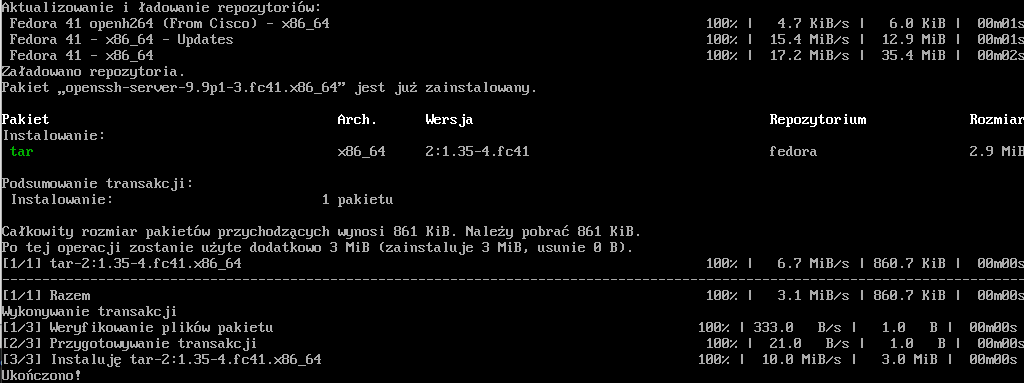 Aktualizowanie i ładowanie repozytoriów:
Fedora 41 openh264 (From Cisco) - x86_64 100% | 4.7 KiB/s | 6.0 KiB | 00m01s
Fedora 41 - x86_64 - Updates 100% | 15.4 MiB/s | 12.9 MiB | 00m01s
Fedora 41 - x86_64 100% | 17.2 MiB/s | 35.4 MiB | 00m02s
Załadowano repozytoria.
Pakiet „openssh-server-9.9p1-3.fc41.x86_64” jest już zainstalowany.
Pakiet Arch. Wersja Repozytorium Rozmiar
Instalowanie:
tar x86_64 2:1.35-4.fc41 fedora 2.9 MiB
Podsumowanie transakcji:
Instalowanie: 1 pakietu
Całkowity rozmiar pakietów przychodzących wynosi 861 KiB. Należy pobrać 861 KiB.
Po tej operacji zostanie użyte dodatkowo 3 MiB (zainstaluje 3 MiB, usunie 0 B).
[1/1] tar-2:1.35-4.fc41.x86_64 100% | 6.7 MiB/s | 860.7 KiB | 00m00s
[1/1] Razem 100% | 3.1 MiB/s | 860.7 KiB | 00m00s
Wykonywanie transakcji
[1/3] Weryfikowanie plików pakietu 100% | 333.0 B/s | 1.0 B | 00m00s
[2/3] Przygotowywanie transakcji 100% | 21.0 B/s | 1.0 B | 00m00s
[3/3] Instaluję tar-2:1.35-4.fc41.x86_64 100% | 10.0 MiB/s | 3.0 MiB | 00m00s
Ukończono!